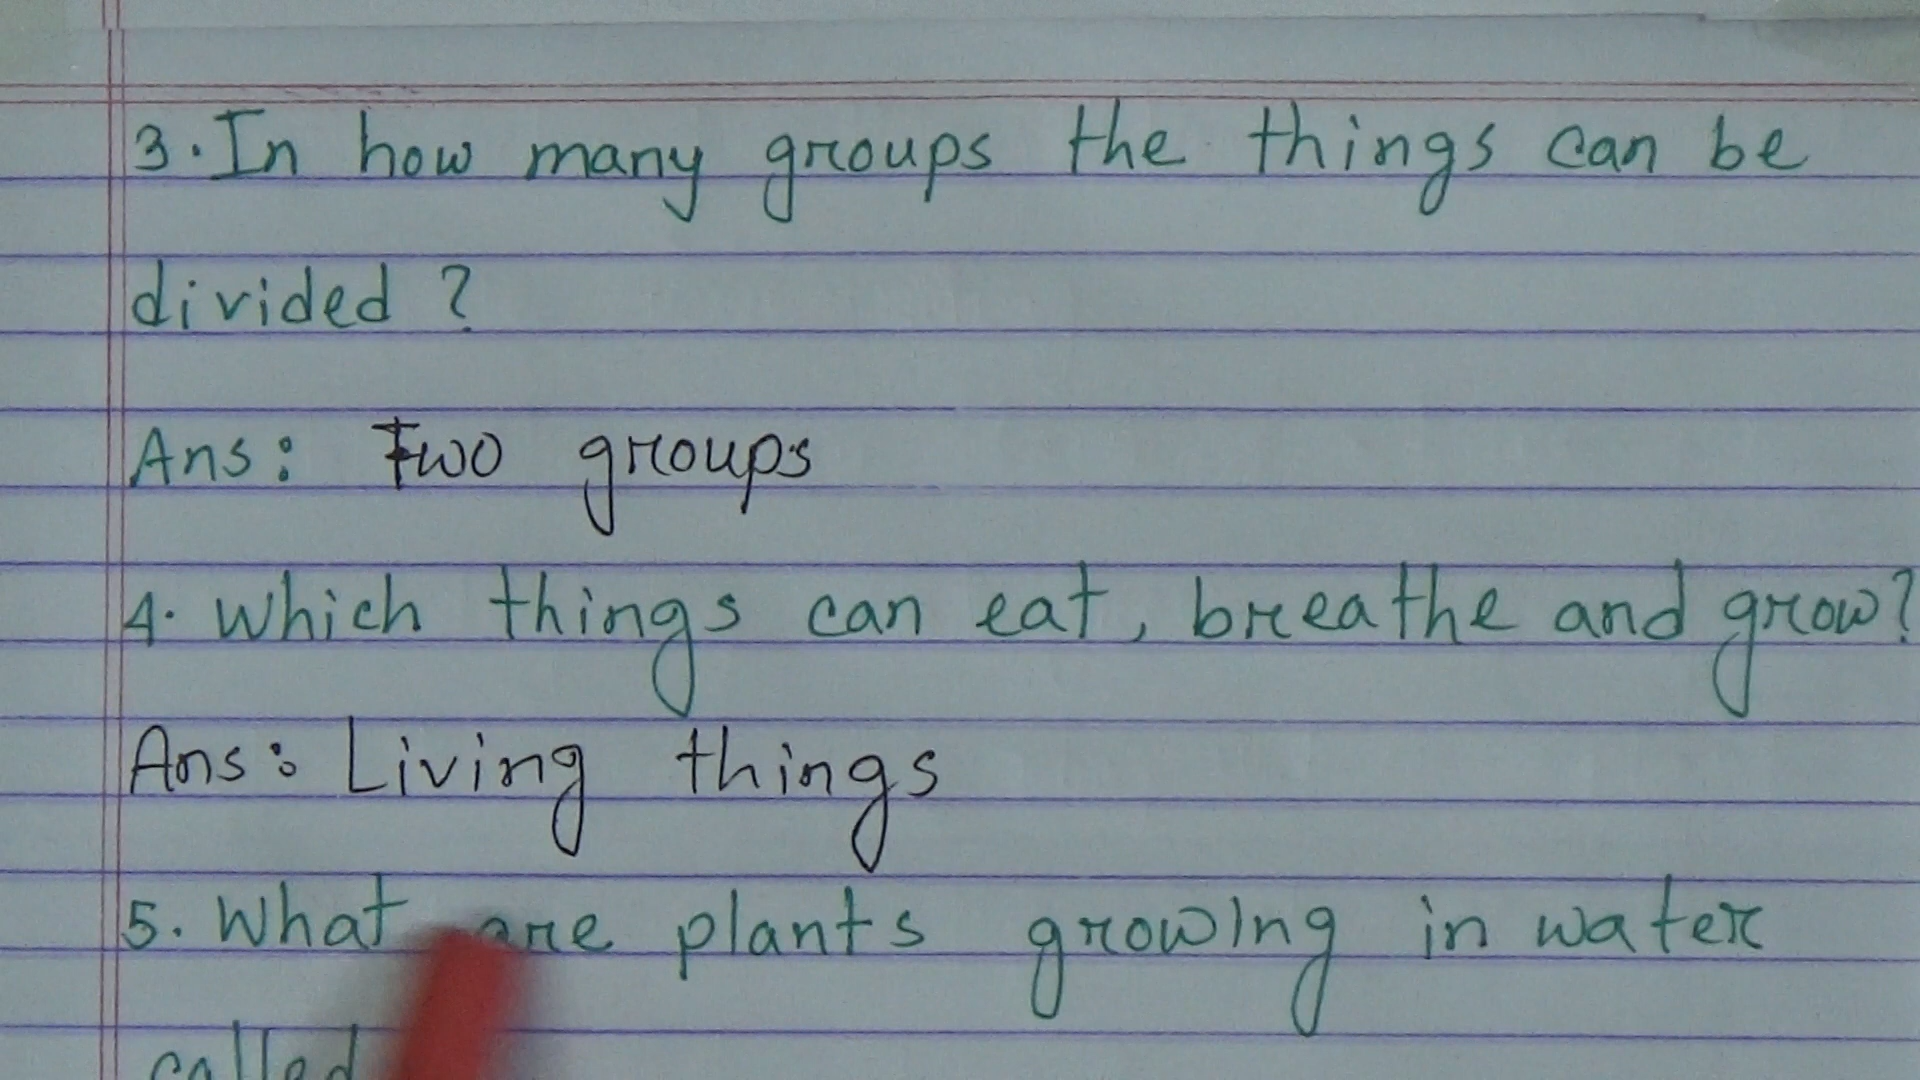 3. In how many groups the things can be
divided ?
Ans: Two groups
4. Which things can eat, breathe and grow?
Ans: Living things
5. What are plants growing in water
called